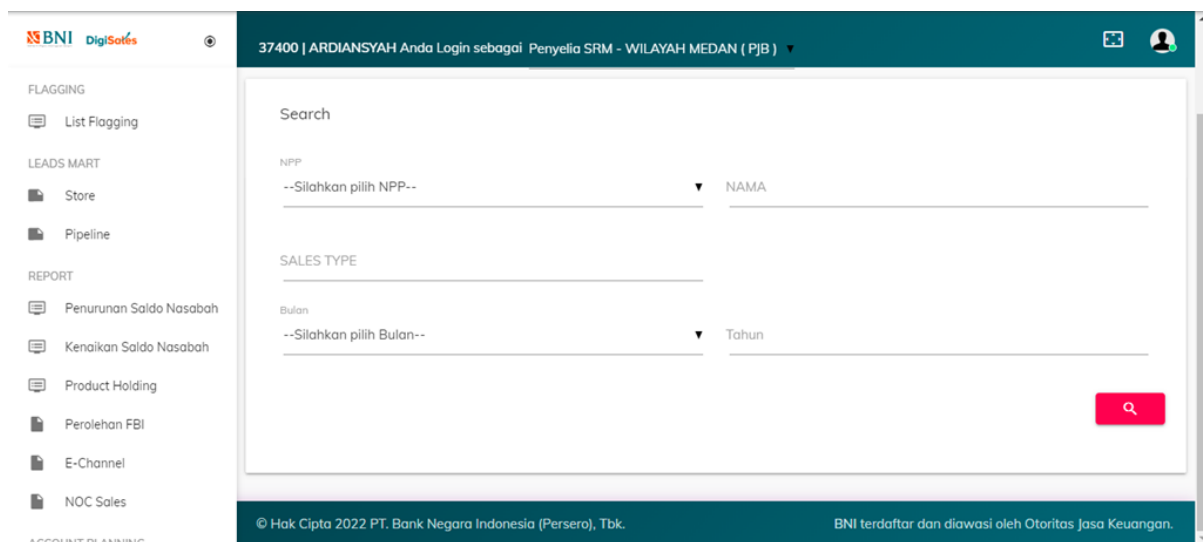 BNI DigiSales
37400 | ARDIANSYAH Anda Login sebagai Penyelia SRM - WILAYAH MEDAN ( PJB )
FLAGGING
List Flagging
LEADS MART
Store
Pipeline
REPORT
Penurunan Saldo Nasabah
Kenaikan Saldo Nasabah
Product Holding
Perolehan FBI
E-Channel
NOC Sales
ACCOUNT PLANNING
Search
NPP
--Silahkan pilih NPP--
NAMA
SALES TYPE
Bulan
--Silahkan pilih Bulan--
Tahun
© Hak Cipta 2022 PT. Bank Negara Indonesia (Persero), Tbk.
BNI terdaftar dan diawasi oleh Otoritas Jasa Keuangan.